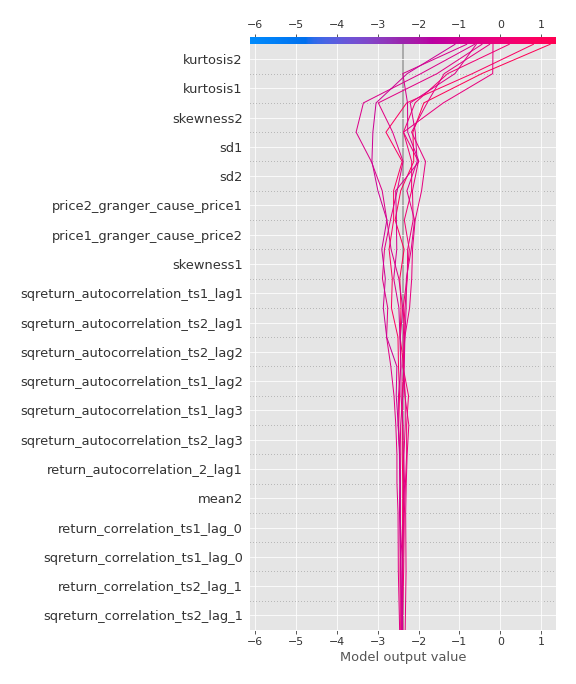 −6 −5 −4 −3 −2 −1 0 1
kurtosis2
kurtosis1
skewness2
sd1
sd2
price2_granger_cause_price1
price1_granger_cause_price2
skewness1
sqreturn_autocorrelation_ts1_lag1
sqreturn_autocorrelation_ts2_lag1
sqreturn_autocorrelation_ts2_lag2
sqreturn_autocorrelation_ts1_lag2
sqreturn_autocorrelation_ts1_lag3
sqreturn_autocorrelation_ts2_lag3
return_autocorrelation_2_lag1
mean2
return_correlation_ts1_lag_0
sqreturn_correlation_ts1_lag_0
return_correlation_ts2_lag_1
sqreturn_correlation_ts2_lag_1
−6 −5 −4 −3 −2 −1 0 1
Model output value